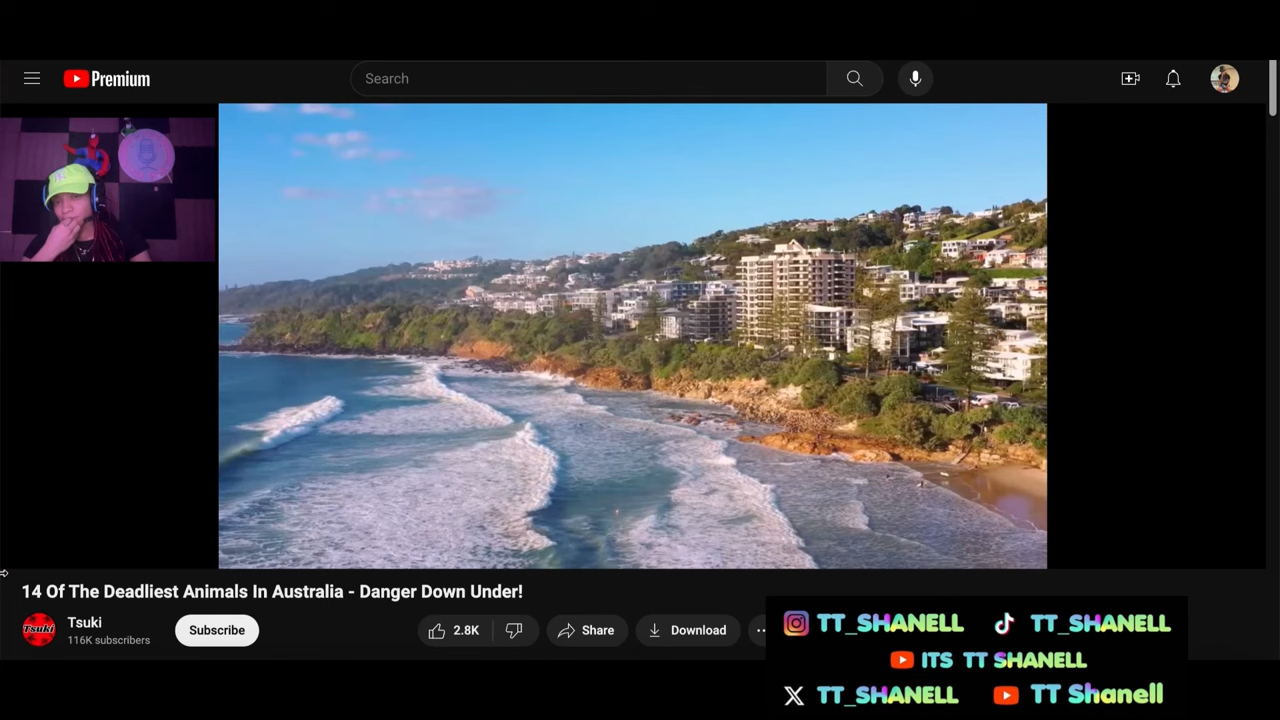 Premium
Search
14 Of The Deadliest Animals In Australia - Danger Down Under!
Tsuki
Tsuki
116K subscribers
Subscribe
2.8K
Share
Download
TT_SHANELL
TT_SHANELL
ITS TT SHANELL
TT_SHANELL
TT Shanell